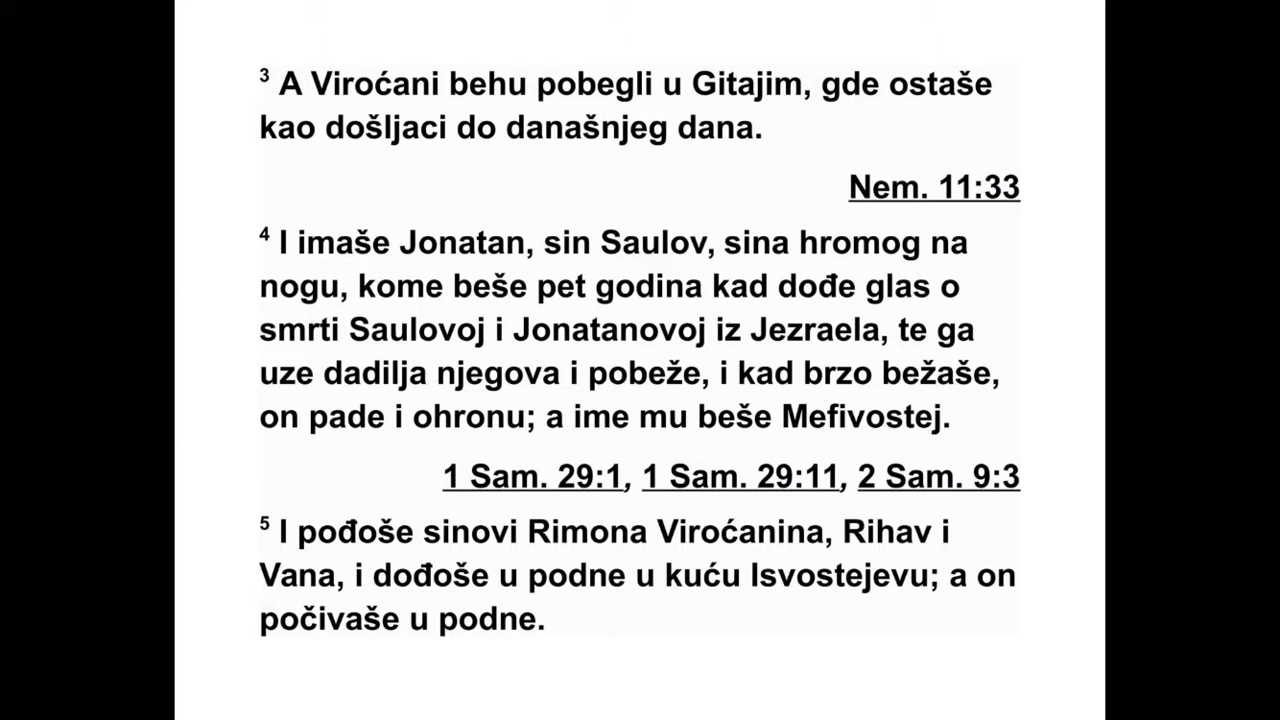 3 A Viroćani behu pobegli u Gitajim, gde ostaše
kao došljaci do današnjeg dana.
Nem. 11:33
4 I imaše Jonatan, sin Saulov, sina hromog na
nogu, kome beše pet godina kad dođe glas o
smrti Saulovoj i Jonatanovoj iz Jezraela, te ga
uze dadilja njegova i pobeže, i kad brzo bežaše,
on pade i ohronu; a ime mu beše Mefivostej.
1 Sam. 29:1, 1 Sam. 29:11, 2 Sam. 9:3
5 I pođoše sinovi Rimona Viroćanina, Rihav i
Vana, i dođoše u podne u kuću Isvostejevu; a on
počivaše u podne.